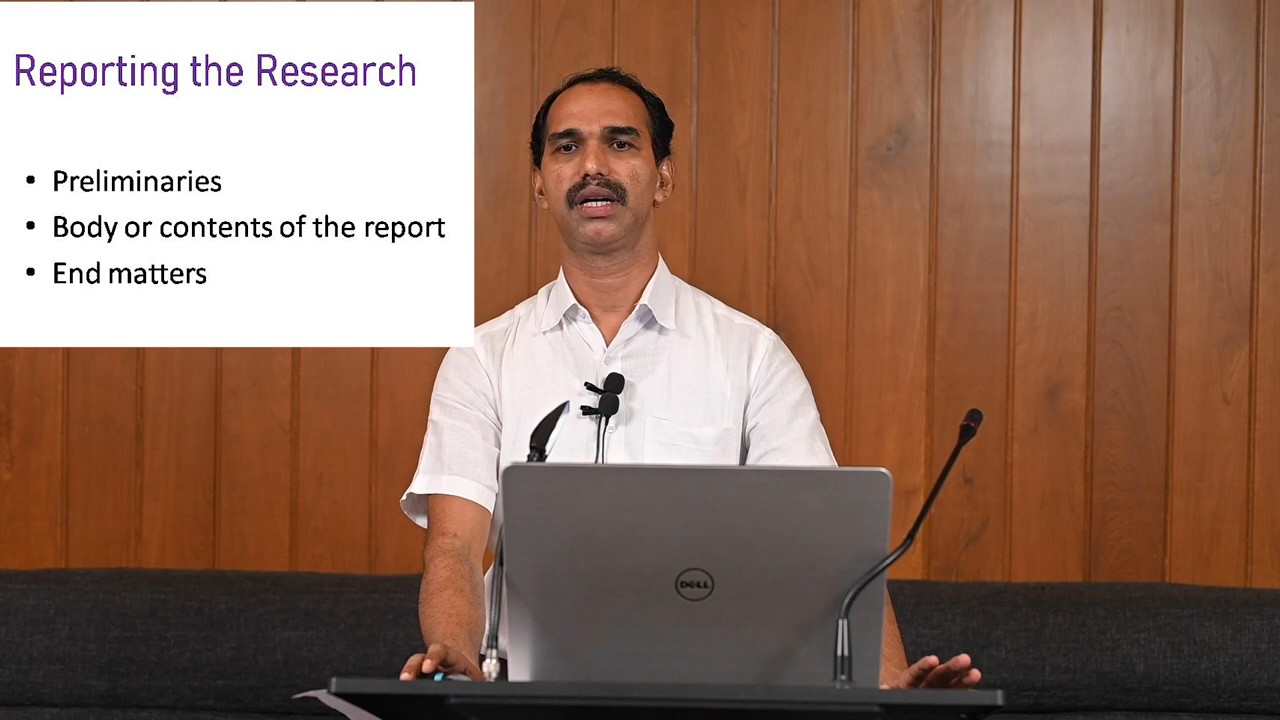 Reporting the Research
• Preliminaries
• Body or contents of the report
• End matters
DELL